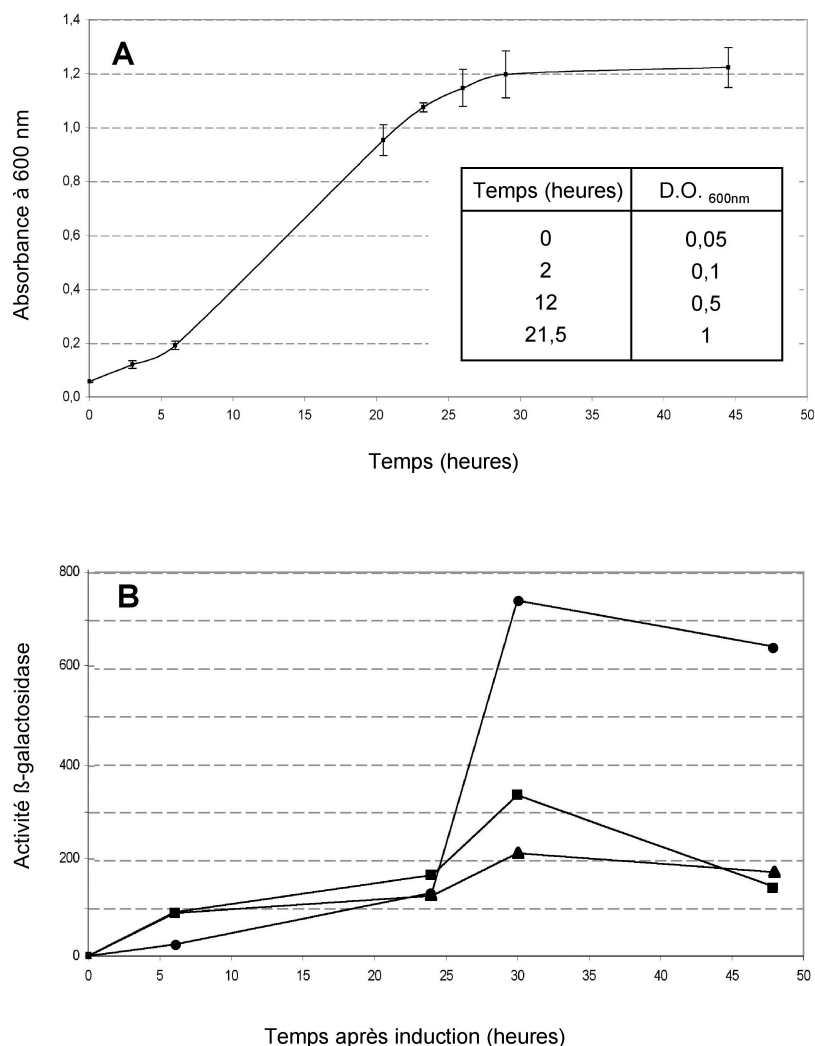 A
Absorbance à 600 nm
1,4
1,2
1,0
0,8
0,6
0,4
0,2
0,0
0 5 10 15 20 25 30 35 40 45 50
Temps (heures)
Temps (heures) D.O. 600nm
0 0,05
2 0,1
12 0,5
21,5 1
B
Activité ß-galactosidase
800
600
400
200
0
0 5 10 15 20 25 30 35 40 45 50
Temps après induction (heures)